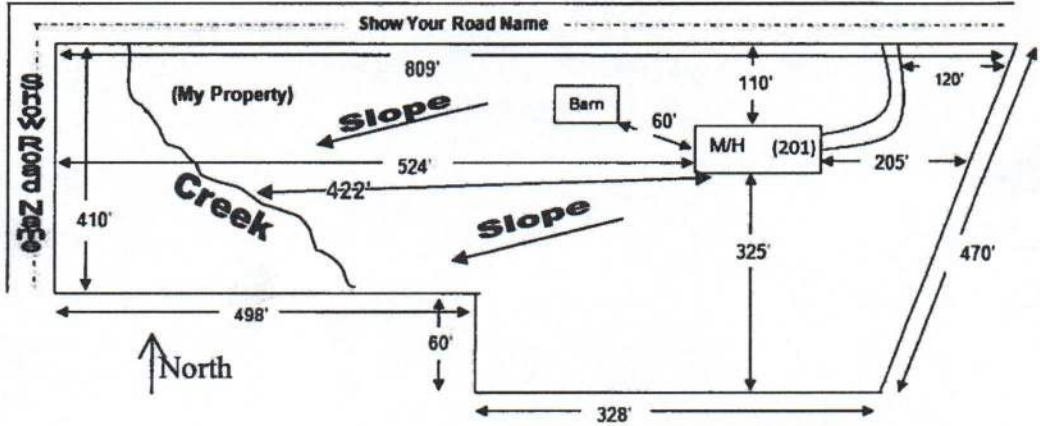 Show Your Road Name
Show Road Name
809'
110'
120'
(My Property)
Slope
Barn
60'
M/H (201)
524'
205'
422'
Creek
410'
Slope
325'
470'
498'
60'
North
328'